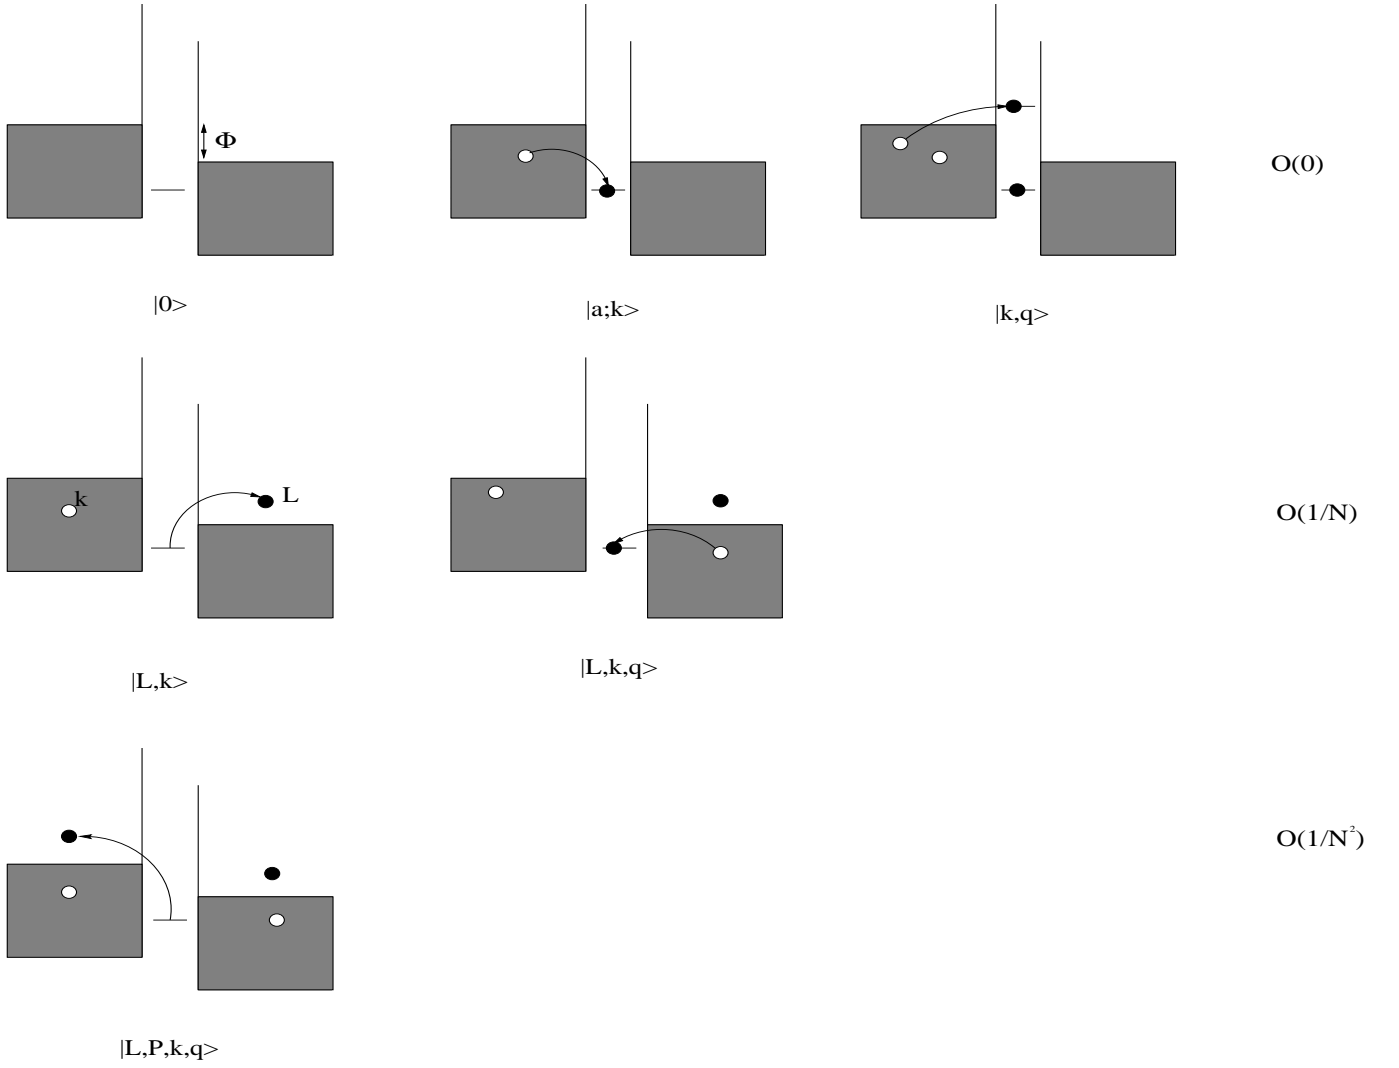 Φ
O(0)
|0>
|a;k>
|k,q>
k
L
O(1/N)
|L,k>
|L,k,q>
O(1/N²)
|L,P,k,q>